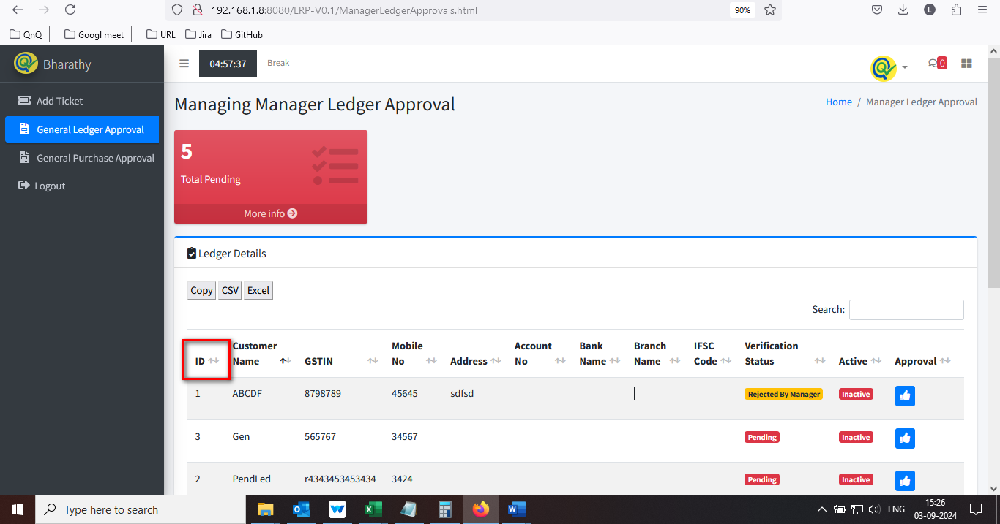 192.168.1.8:8080/ERP-V0.1/ManagerLedgerApprovals.html 90% L
QnQ Googl meet URL Jira GitHub
Bharathy
04:57:37 Break 0
Add Ticket
General Ledger Approval
General Purchase Approval
Logout
Managing Manager Ledger Approval
Home / Manager Ledger Approval
5
Total Pending
More info
Ledger Details
Copy CSV Excel
Search:
ID Customer Name GSTIN Mobile No Address Account No Bank Name Branch Name IFSC Code Verification Status Active Approval
1 ABCDF 8798789 45645 sdfsd Rejected By Manager Inactive
3 Gen 565767 34567 Pending Inactive
2 PendLed r4343453453434 3424 Pending Inactive
Type here to search
ENG
15:26
03-09-2024